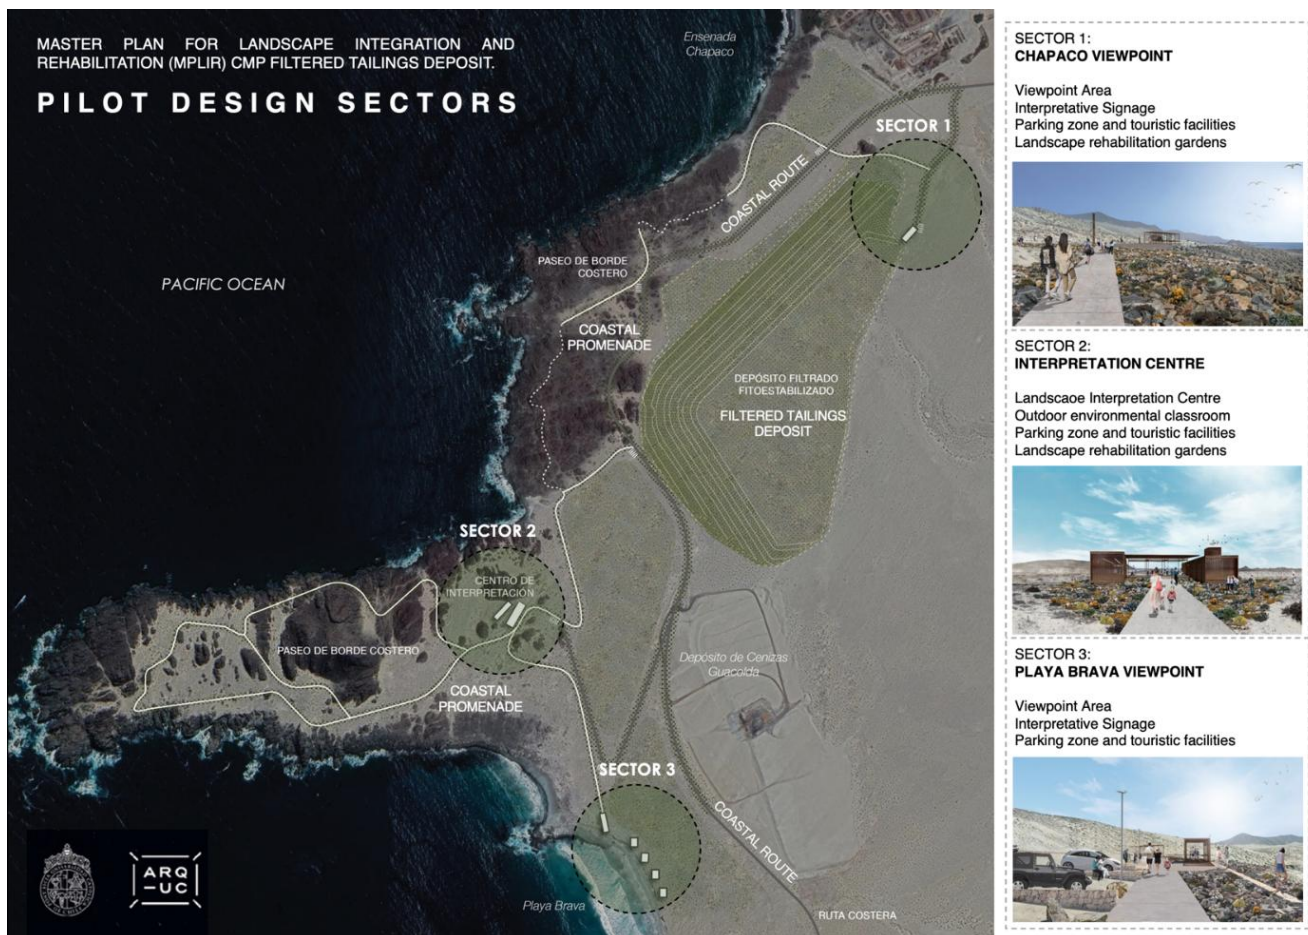 MASTER PLAN FOR LANDSCAPE INTEGRATION AND
REHABILITATION (MPLIR) CMP FILTERED TAILINGS DEPOSIT.
PILOT DESIGN SECTORS
Ensenada
Chapaco
SECTOR 1
COASTAL ROUTE
PASEO DE BORDE
COSTERO
PACIFIC OCEAN
COASTAL
PROMENADE
DEPÓSITO FILTRADO
FITOESTABILIZADO
FILTERED TAILINGS
DEPOSIT
SECTOR 2
CENTRO DE
INTERPRETACIÓN
PASEO DE BORDE COSTERO
Depósito de Cenizas
Guacolda
COASTAL
PROMENADE
SECTOR 3
COASTAL ROUTE
Playa Brava
RUTA COSTERA
ARQ
–UC
SECTOR 1:
CHAPACO VIEWPOINT
Viewpoint Area
Interpretative Signage
Parking zone and touristic facilities
Landscape rehabilitation gardens
SECTOR 2:
INTERPRETATION CENTRE
Landscaoe Interpretation Centre
Outdoor environmental classroom
Parking zone and touristic facilities
Landscape rehabilitation gardens
SECTOR 3:
PLAYA BRAVA VIEWPOINT
Viewpoint Area
Interpretative Signage
Parking zone and touristic facilities